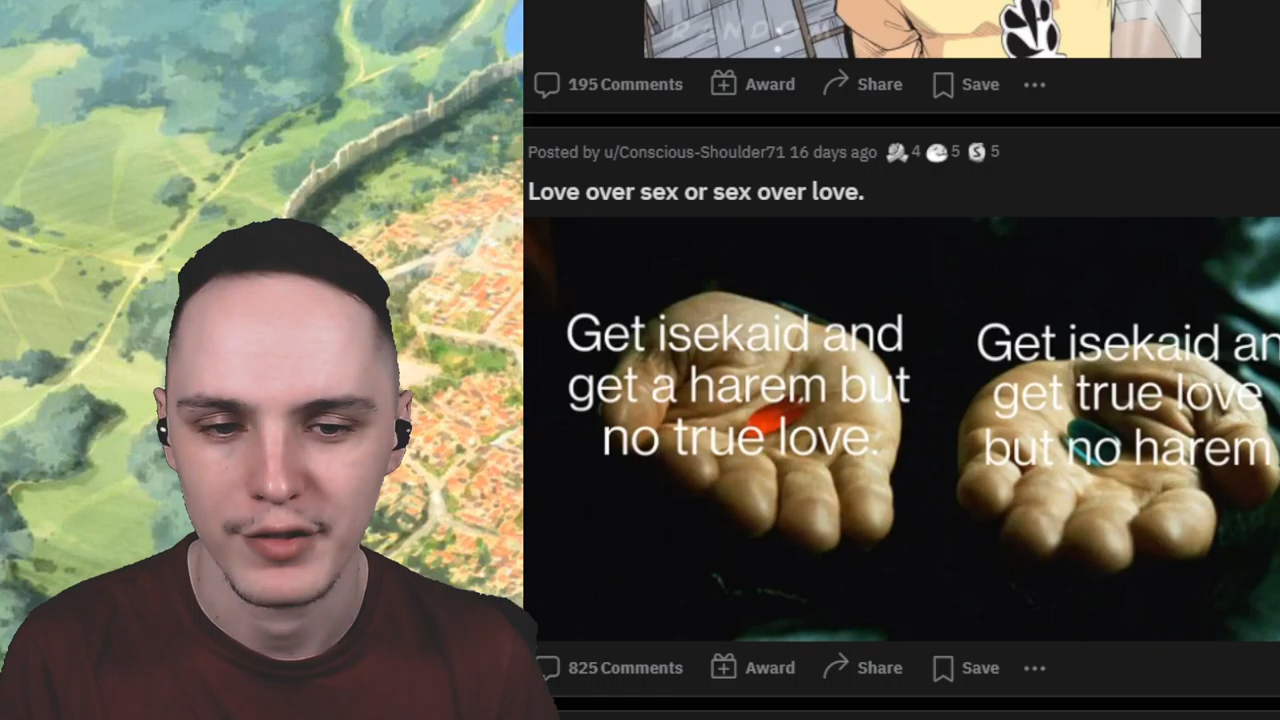 RANDOM
195 Comments Award Share Save
Posted by u/Conscious-Shoulder71 16 days ago 4 5 5
Love over sex or sex over love.
Get isekaid and
get a harem but
no true love.
Get isekaid an
get true love
but no harem
825 Comments Award Share Save